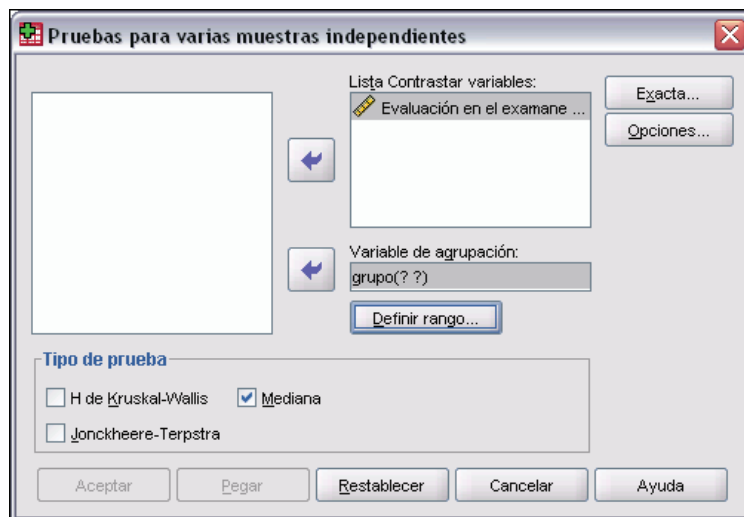 Pruebas para varias muestras independientes
Lista Contrastar variables:
Evaluación en el examane ...
Exacta...
Opciones...
Variable de agrupación:
grupo(? ?)
Definir rango...
Tipo de prueba
H de Kruskal-Wallis
Mediana
Jonckheere-Terpstra
Aceptar
Pegar
Restablecer
Cancelar
Ayuda